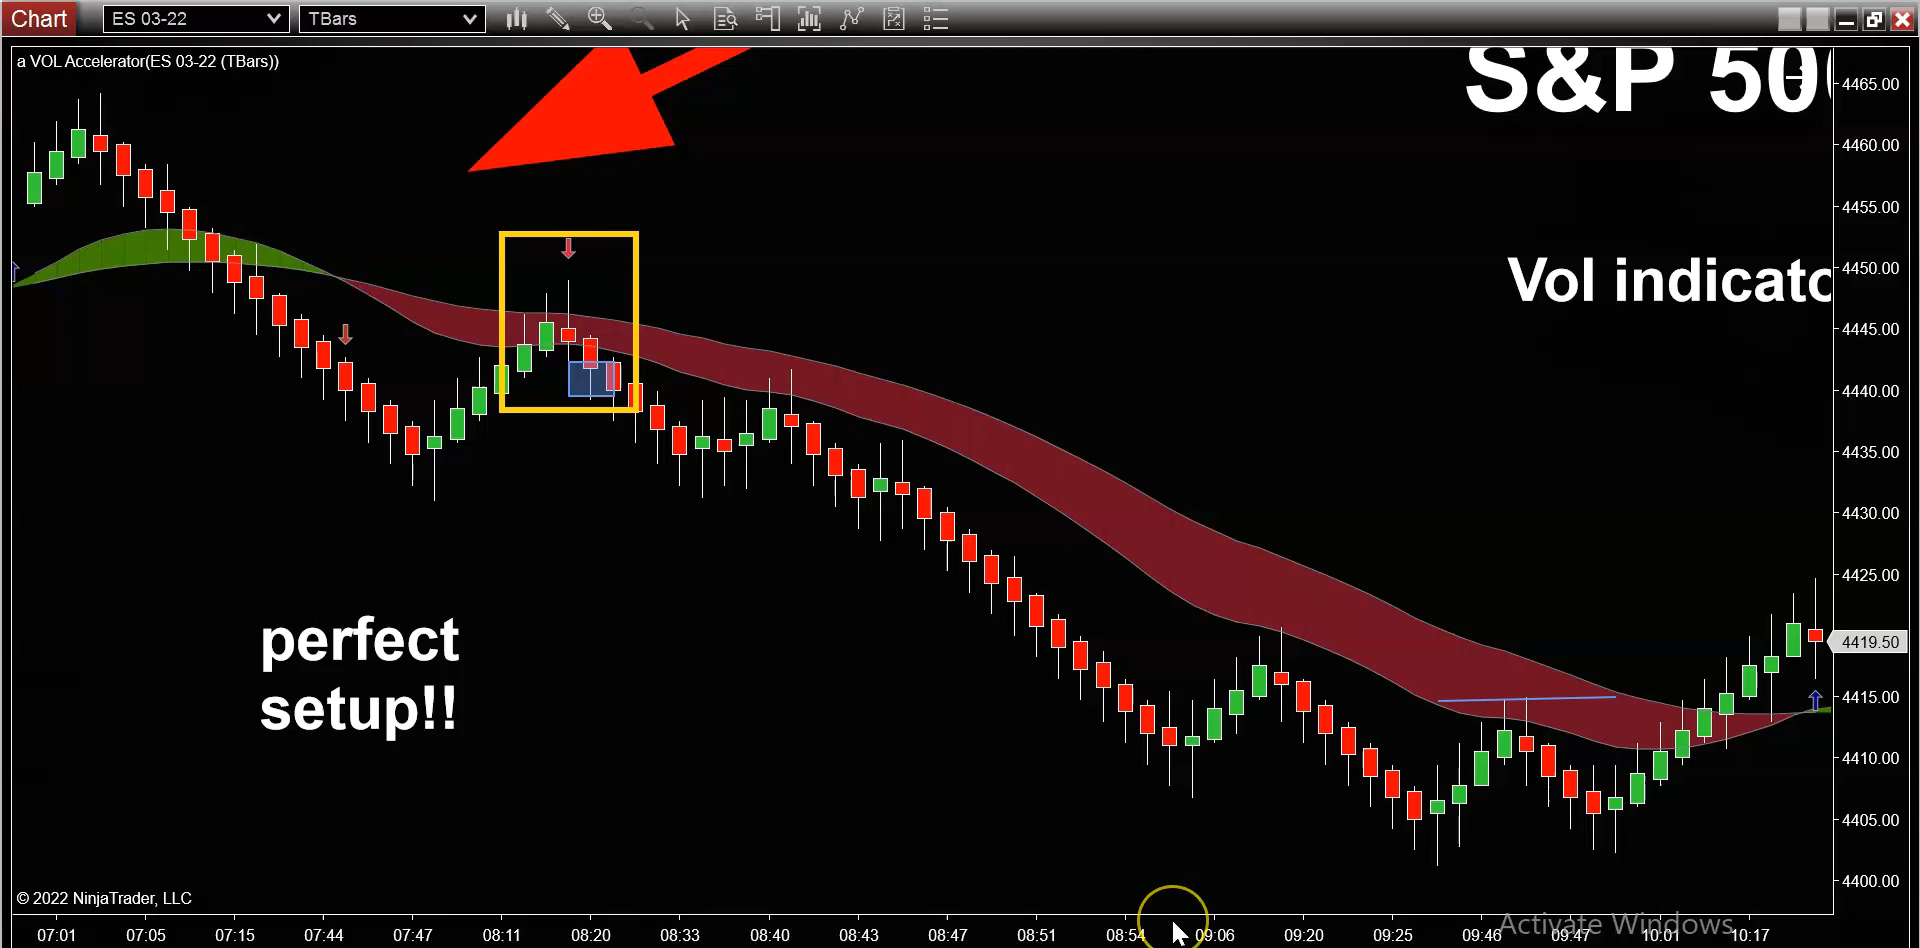 Chart ES 03-22 TBars
a VOL Accelerator(ES 03-22 (TBars))
S&P 50
4465.00
4460.00
4455.00
Vol indicato
4450.00
4445.00
4440.00
4435.00
4430.00
4425.00
perfect
setup!!
4419.50
4415.00
4410.00
4405.00
4400.00
© 2022 NinjaTrader, LLC
Activate Windows
07:01 07:05 07:15 07:44 07:47 08:11 08:20 08:33 08:40 08:43 08:47 08:51 08:54 09:06 09:20 09:25 09:46 09:47 10:01 10:17